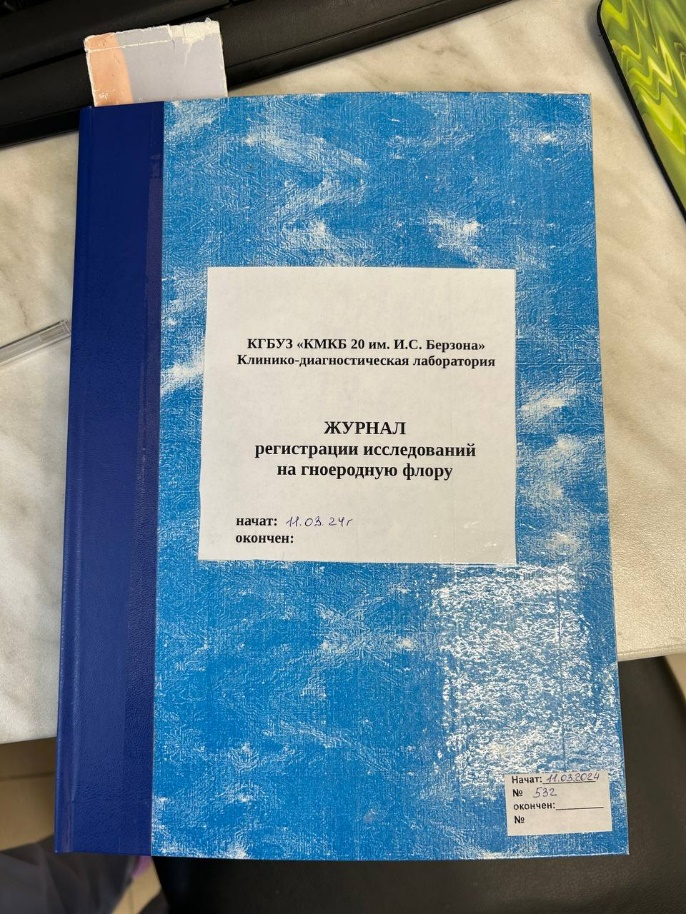 КГБУЗ «КМКБ 20 им. И.С. Берзона»
Клинико-диагностическая лаборатория
ЖУРНАЛ
регистрации исследований
на гноеродную флору
начат: 11.03.24г
окончен:
Начат: 11.03.2024
№ 532
окончен:
№